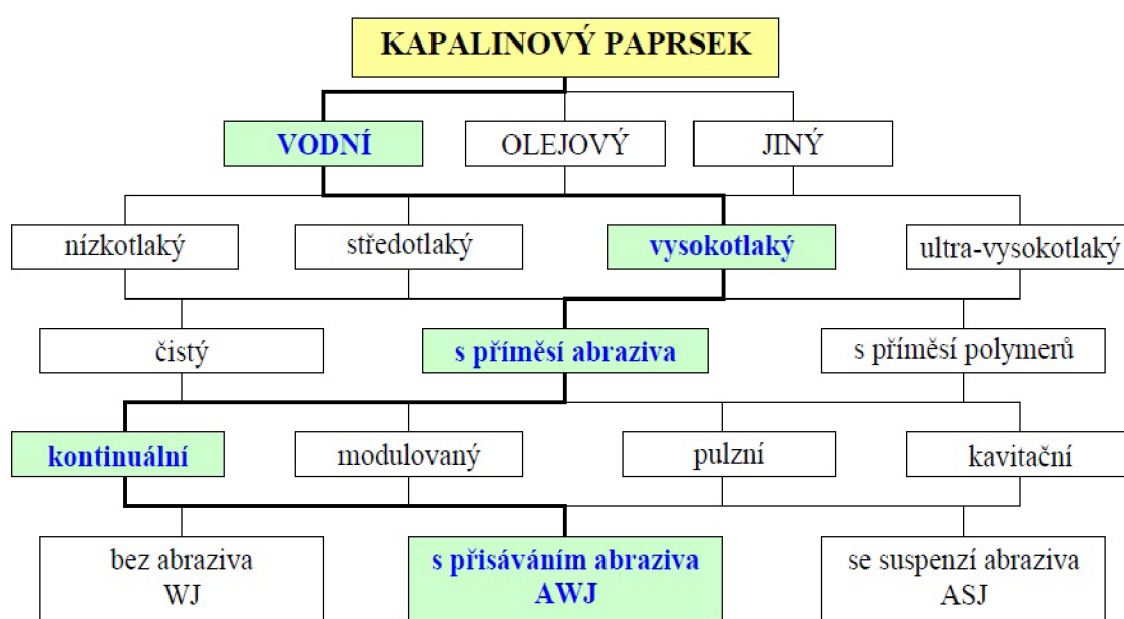 KAPALINOVÝ PAPRSEK
VODNÍ
OLEJOVÝ
JINÝ
nízkotlaký
středotlaký
vysokotlaký
ultra-vysokotlaký
čistý
s příměsí abraziva
s příměsí polymerů
kontinuální
modulovaný
pulzní
kavitační
bez abraziva
WJ
s přisáváním abraziva
AWJ
se suspenzí abraziva
ASJ